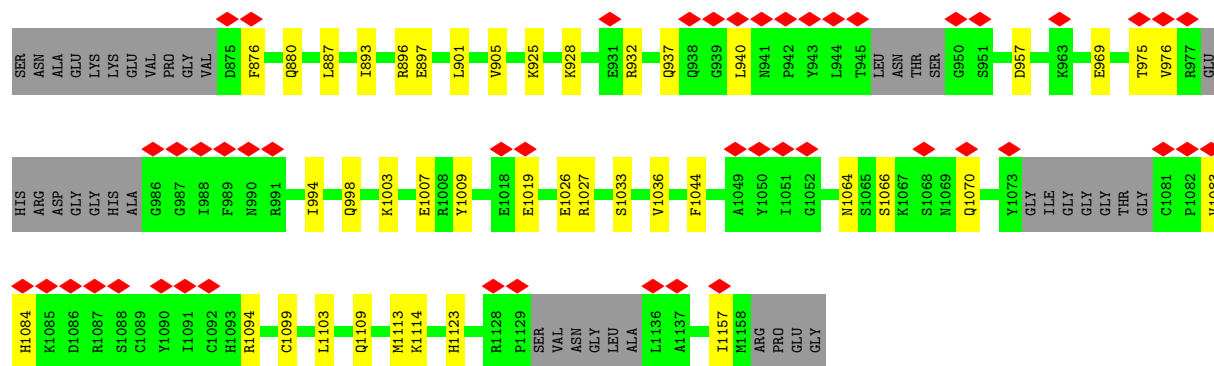 SER ASN ALA GLU LYS LYS GLU VAL PRO GLY VAL D875 F876 Q880 L887 I893 R896 E897 L901 V905 K925 K928 E931 R932 Q937 Q938 G939 L940 N941 P942 Y943 L944 T945 LEU ASN THR SER G950 S951 D957 K963 E969 T975 V976 R977 GLU
HIS ARG ASP GLY GLY HIS ALA G986 G987 I988 F989 N990 R991 I994 Q998 K1003 E1007 R1008 Y1009 E1018 E1019 E1026 R1027 S1033 V1036 F1044 A1049 Y1050 I1051 G1052 N1064 S1065 S1066 K1067 S1068 N1069 Q1070 Y1073 GLY ILE GLY GLY GLY THR GLY C1081 P1082 V1083
H1084 K1085 D1086 R1087 S1088 C1089 Y1090 I1091 C1092 H1093 R1094 C1099 L1103 Q1109 M1113 K1114 H1123 R1128 P1129 SER VAL ASN GLY LEU ALA L1136 A1137 I1157 M1158 ARG PRO GLU GLY